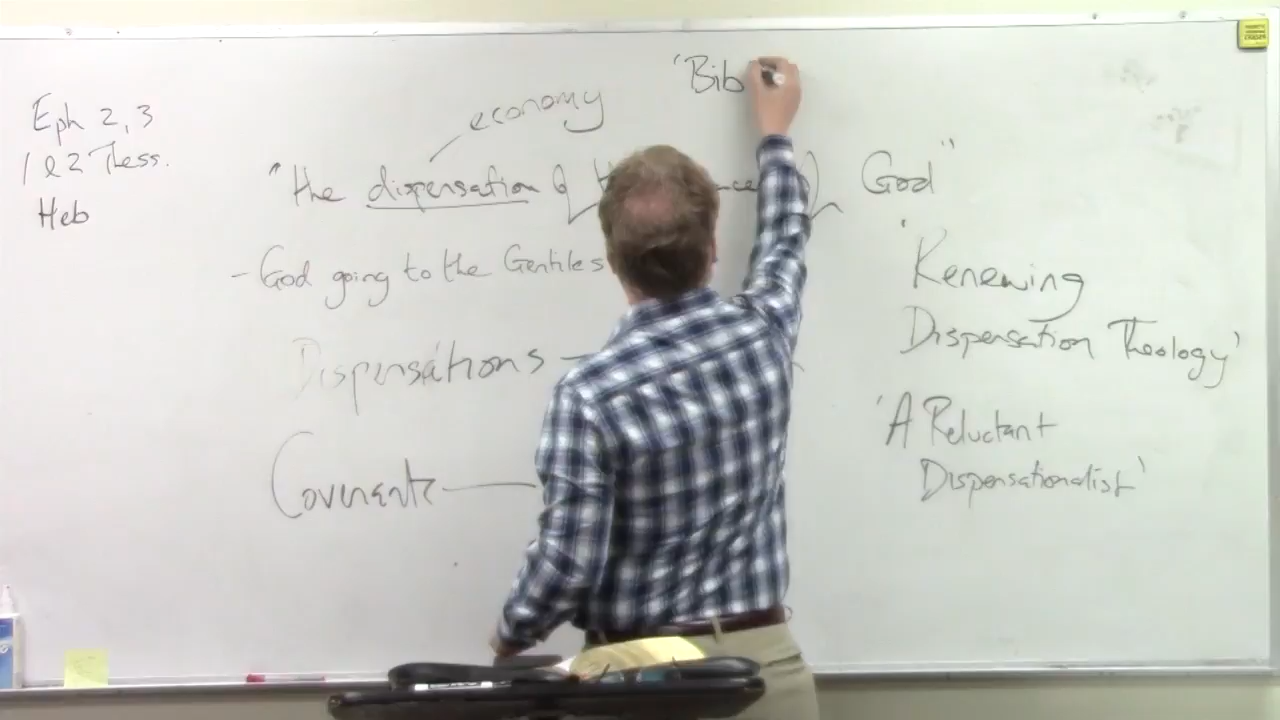 Eph 2, 3
1 & 2 Thess.
Heb
'Bib
economy
"the dispensation of God"
- God going to the Gentiles
Dispensations -
Covenants
'Renewing
Dispensation Theology'
'A Reluctant
Dispensationalist'